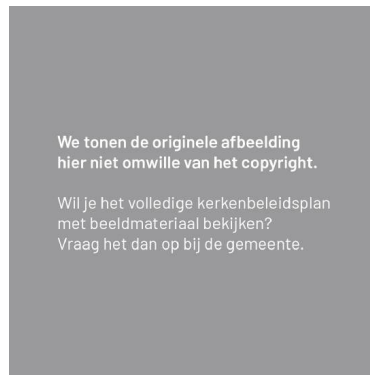 We tonen de originele afbeelding
hier niet omwille van het copyright.
Wil je het volledige kerkenbeleidsplan
met beeldmateriaal bekijken?
Vraag het dan op bij de gemeente.